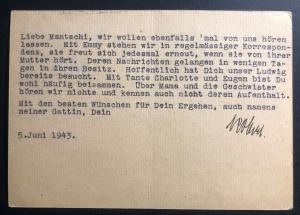 Liebe Mantschi, wir wollen ebenfalls 'mal von uns hören
lassen. Mit Emmy stehen wir in regelmässiger Korrespon-
denz, sie freut sich jedesmal erneut, wenn sie von ihrer
Mutter hört. Deren Nachrichten gelangen in wenigen Ta-
gen in ihren Besitz. Hoffentlich hat Dich unser Ludwig
bereits besucht. Mit Tante Charlotte und Eugen bist Du
wohl häufig beisammen. Über Mama und die Geschwister
hören wir nichts und kennen auch nicht deren Aufenthalt.
Mit den besten Wünschen für Dein Ergehen, auch namens
meiner Gattin, Dein
5.Juni 1943.